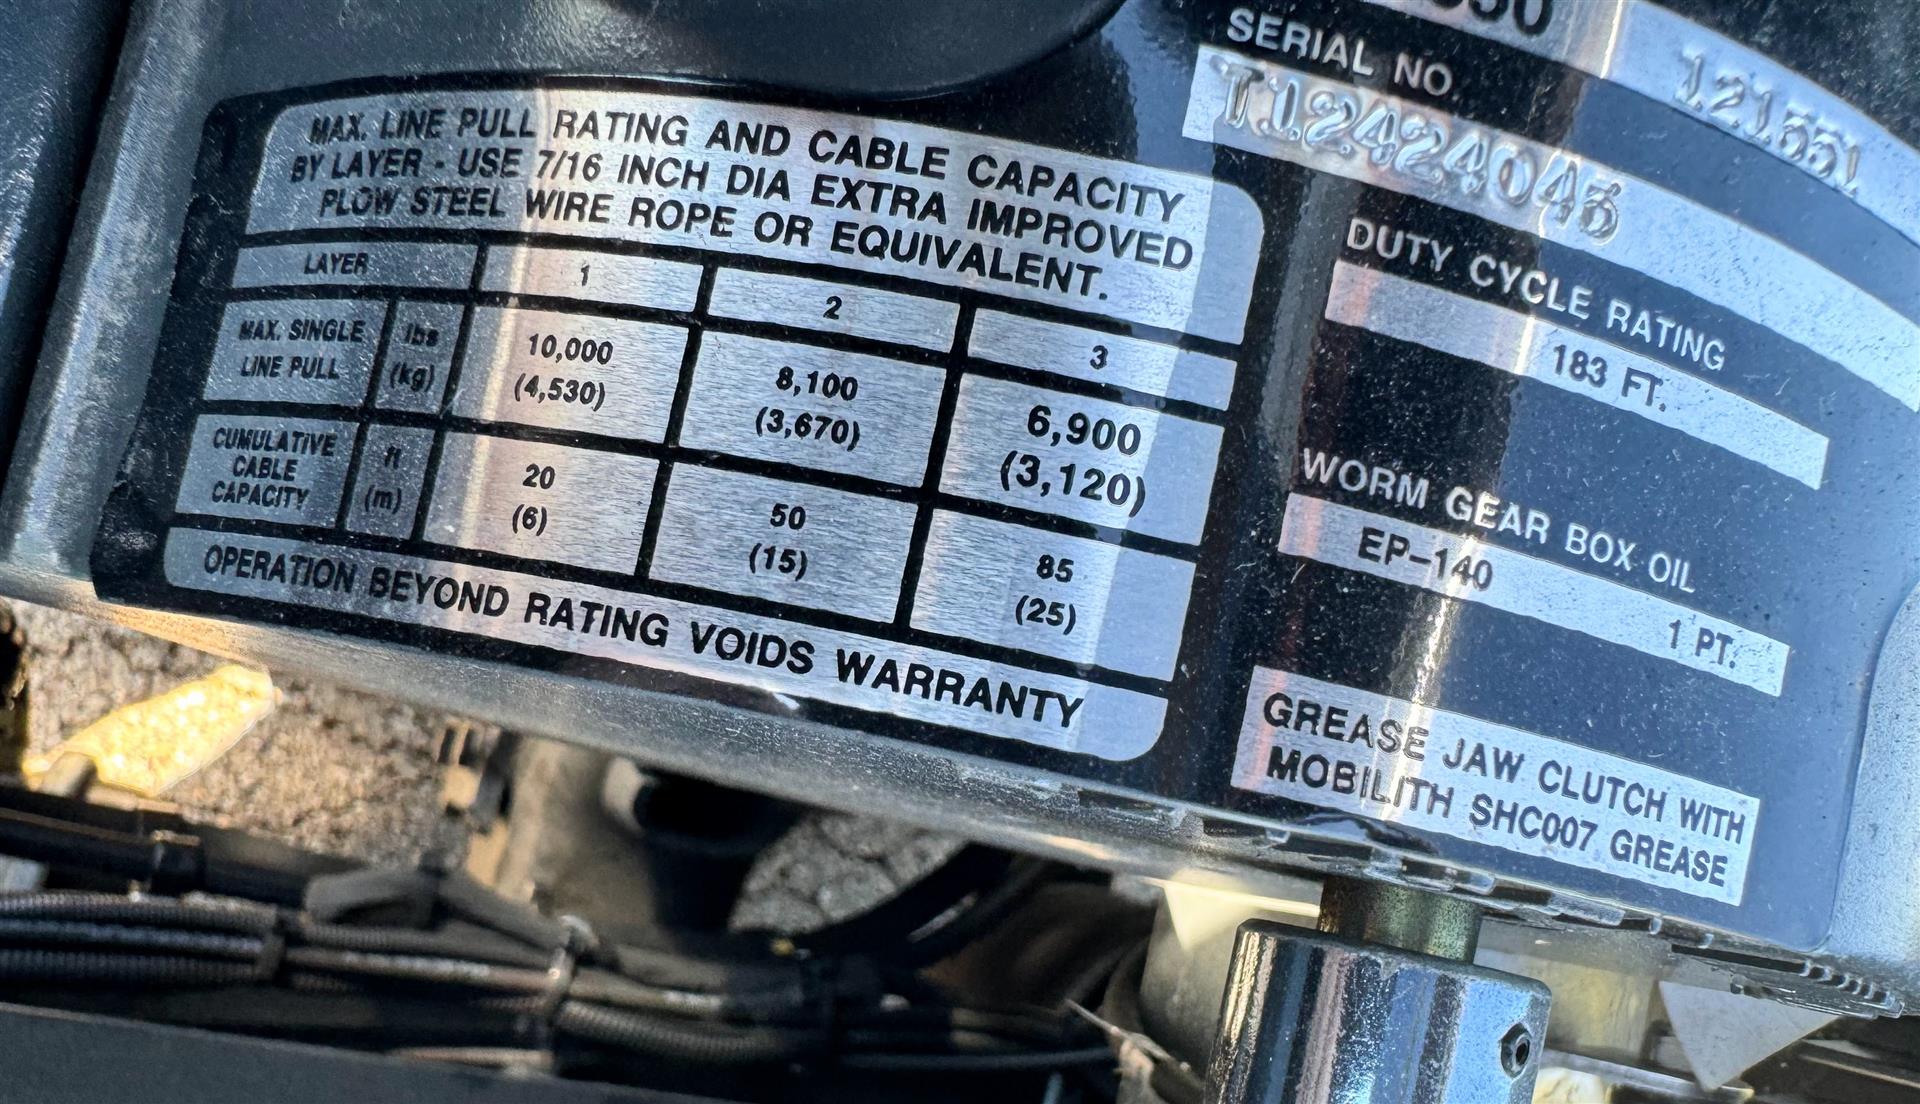 SERIAL NO.
T12424043
121551
MAX. LINE PULL RATING AND CABLE CAPACITY
BY LAYER - USE 7/16 INCH DIA EXTRA IMPROVED
PLOW STEEL WIRE ROPE OR EQUIVALENT.
LAYER 1 2 3
MAX. SINGLE LINE PULL lbs (kg)
10,000 8,100 6,900
(4,530) (3,670) (3,120)
CUMULATIVE CABLE CAPACITY ft (m)
20 50 85
(6) (15) (25)
OPERATION BEYOND RATING VOIDS WARRANTY
DUTY CYCLE RATING
183 FT.
WORM GEAR BOX OIL
EP-140 1 PT.
GREASE JAW CLUTCH WITH
MOBILITH SHC007 GREASE